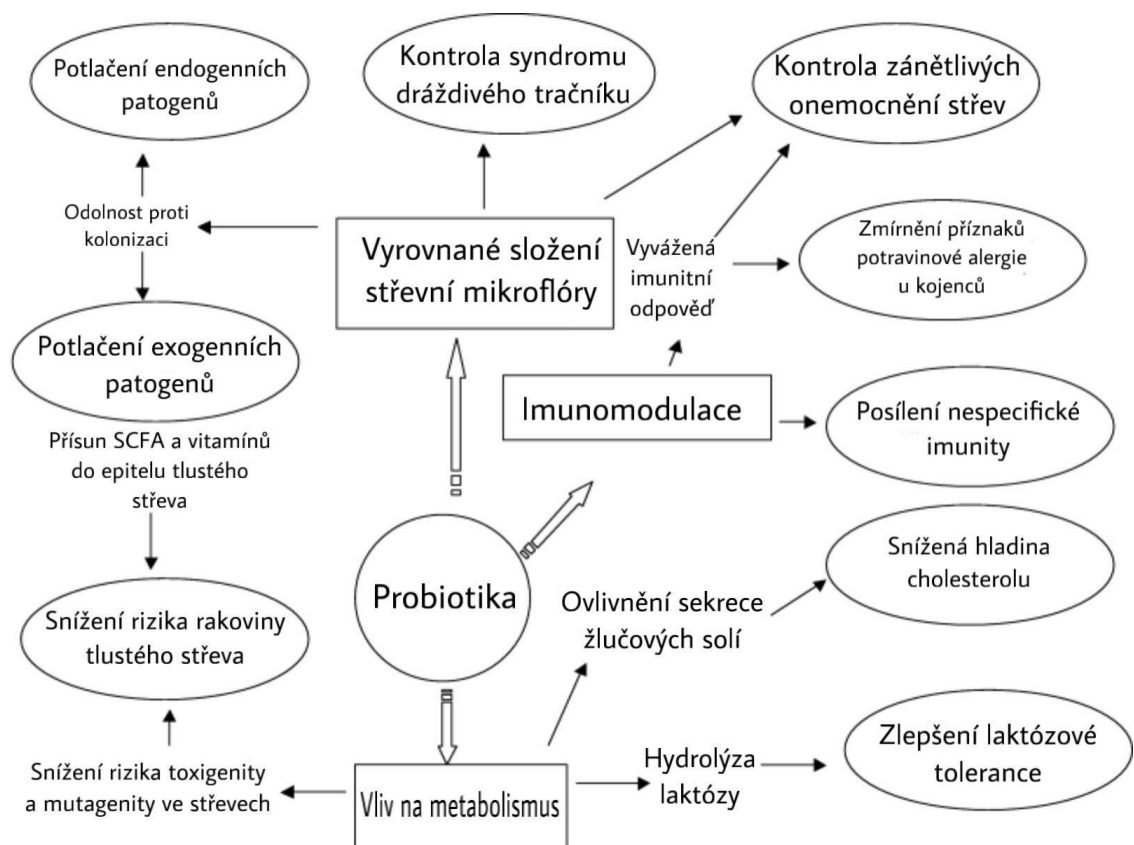 Potlačení endogenních
patogenů
Kontrola syndromu
dráždivého tračníku
Kontrola zánětlivých
onemocnění střev
Odolnost proti
kolonizaci
Vyrovnané složení
střevní mikroflóry
Vyvážená
imunitní
odpověď
Zmírnění příznaků
potravinové alergie
u kojenců
Potlačení exogenních
patogenů
Imunomodulace
Posílení nespecifické
imunity
Přísun SCFA a vitamínů
do epitelu tlustého
střeva
Snížená hladina
cholesterolu
Probiotika
Ovlivnění sekrece
žlučových solí
Snížení rizika rakoviny
tlustého střeva
Zlepšení laktózové
tolerance
Hydrolýza
laktózy
Snížení rizika toxigenity
a mutagenity ve střevech
Vliv na metabolismus